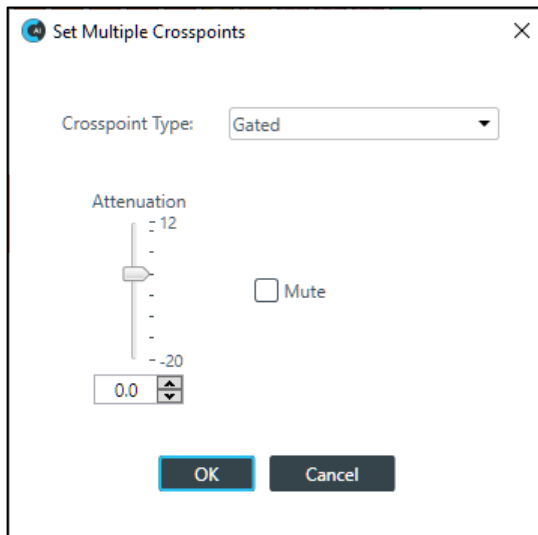 Set Multiple Crosspoints
Crosspoint Type: Gated
Attenuation
12
Mute
-20
0.0
OK Cancel